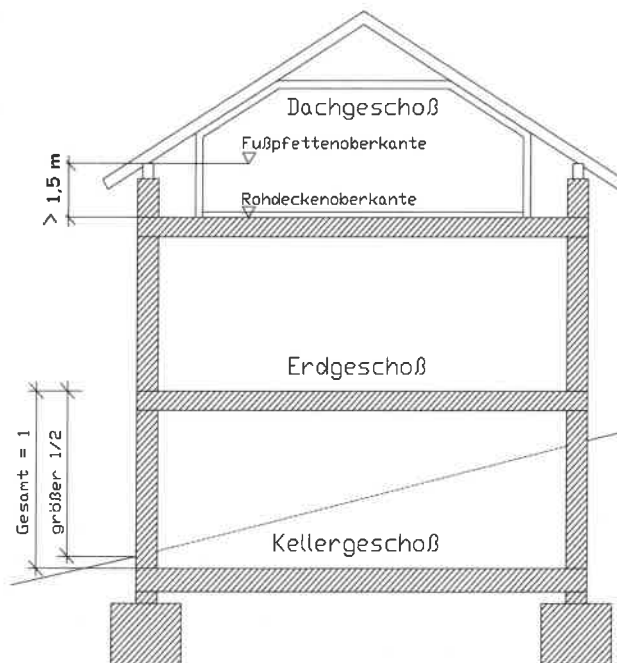 Dachgeschoß
Fußpfettenoberkante
> 1,5 m
Rohdeckenoberkante
Erdgeschoß
Gesamt = 1
größer 1/2
Kellergeschoß